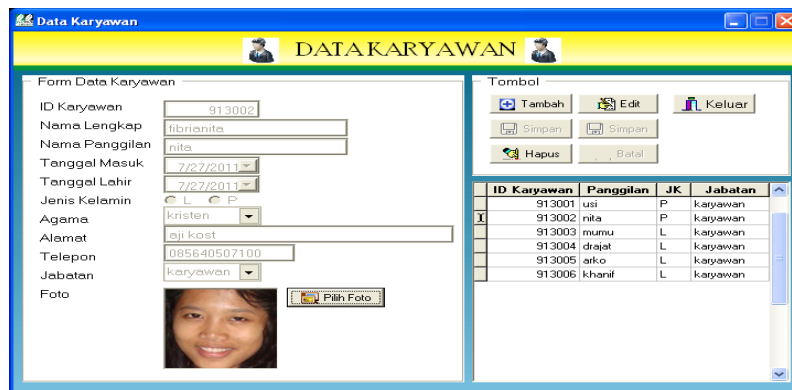 Data Karyawan
DATA KARYAWAN
Form Data Karyawan
ID Karyawan 913002
Nama Lengkap fibrianita
Nama Panggilan nita
Tanggal Masuk 7/27/2011
Tanggal Lahir 7/27/2011
Jenis Kelamin L P
Agama kristen
Alamat aji kost
Telepon 085640507100
Jabatan karyawan
Foto Pilih Foto
Tombol
Tambah Edit Keluar
Simpan Simpan
Hapus Batal
ID Karyawan Panggilan JK Jabatan
913001 usi P karyawan
913002 nita P karyawan
913003 mumu L karyawan
913004 drajat L karyawan
913005 arko L karyawan
913006 khanif L karyawan